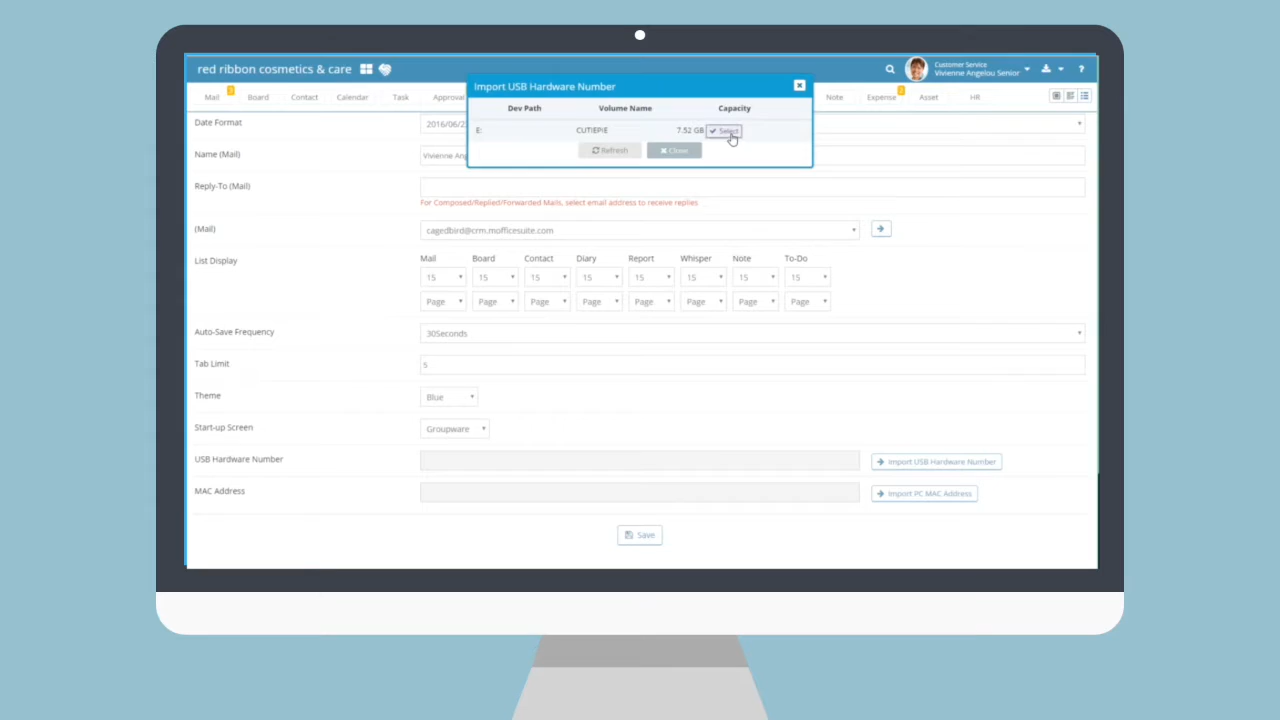 red ribbon cosmetics & care
Customer Service
Vivienne Angelou Senior
?
Import USB Hardware Number
Mail
Board
Contact
Calendar
Task
Approval
Note
Expense
Asset
HR
Dev Path Volume Name Capacity
E: CUTIEPIE 7.52 GB Select
Refresh Close
Date Format 2016/06/2
Name (Mail) Vivienne Ang
Reply-To (Mail)
For Composed/Replied/Forwarded Mails, select email address to receive replies
(Mail) cagedbird@crm.mofficesuite.com
List Display
Mail Board Contact Diary Report Whisper Note To-Do
15 15 15 15 15 15 15 15
Page Page Page Page Page Page Page Page
Auto-Save Frequency 30Seconds
Tab Limit 5
Theme Blue
Start-up Screen Groupware
USB Hardware Number Import USB Hardware Number
MAC Address Import PC MAC Address
Save